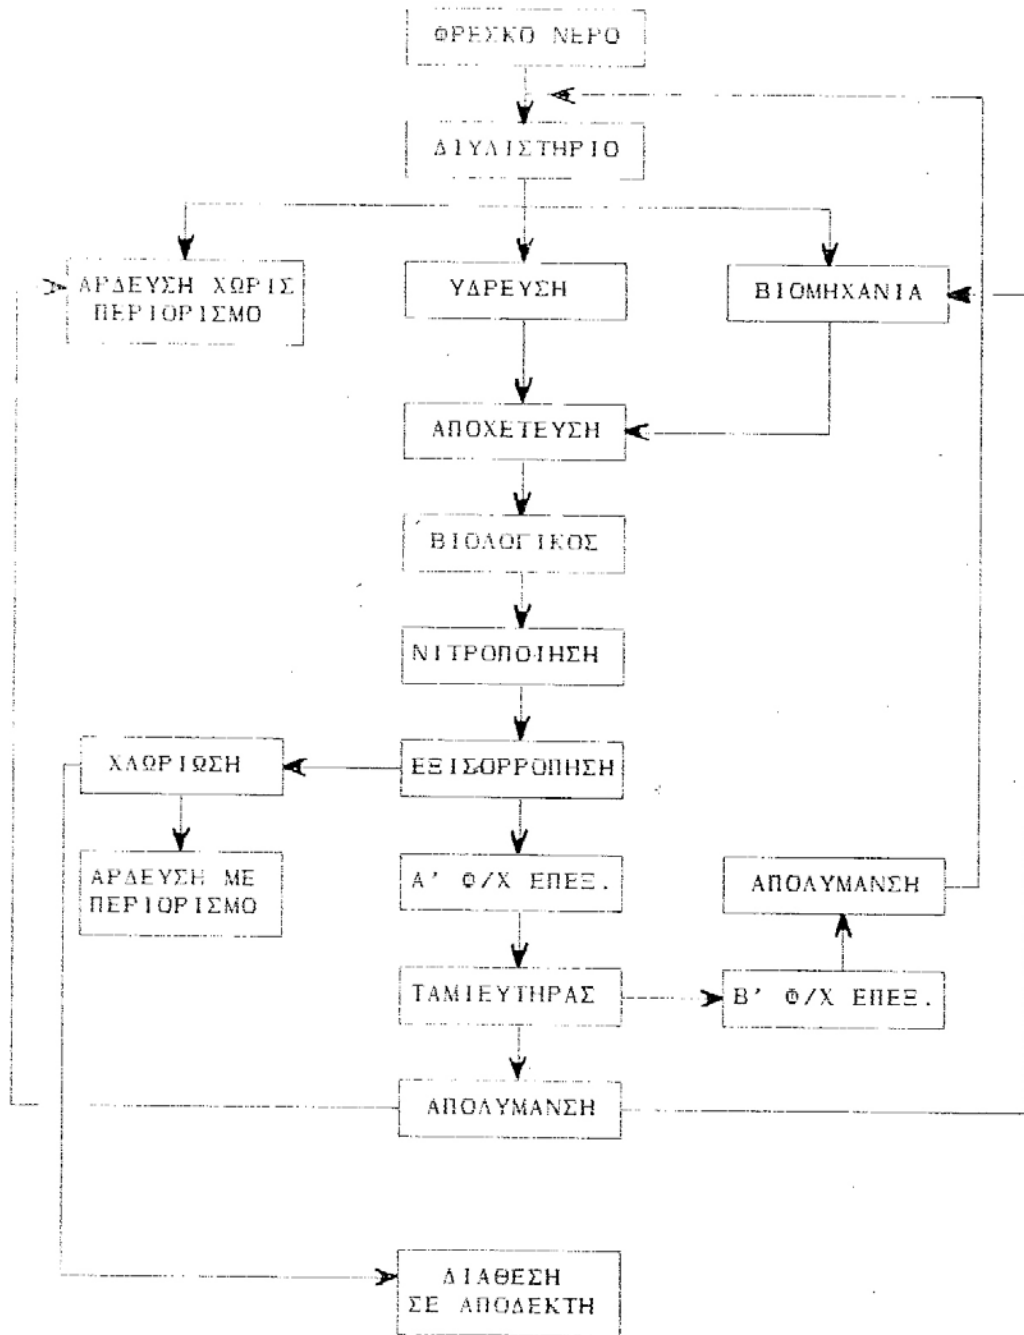 ΦΡΕΣΚΟ ΝΕΡΟ
ΔΙΥΛΙΣΤΗΡΙΟ
ΑΡΔΕΥΣΗ ΧΩΡΙΣ
ΠΕΡΙΟΡΙΣΜΟ
ΥΔΡΕΥΣΗ
ΒΙΟΜΗΧΑΝΙΑ
ΑΠΟΧΕΤΕΥΣΗ
ΒΙΟΛΟΓΙΚΟΣ
ΝΙΤΡΟΠΟΙΗΣΗ
ΧΛΩΡΙΩΣΗ
ΕΞΙΣΟΡΡΟΠΗΣΗ
ΑΡΔΕΥΣΗ ΜΕ
ΠΕΡΙΟΡΙΣΜΟ
Α' Φ/Χ ΕΠΕΞ.
ΑΠΟΛΥΜΑΝΣΗ
ΤΑΜΙΕΥΤΗΡΑΣ
Β' Φ/Χ ΕΠΕΞ.
ΑΠΟΛΥΜΑΝΣΗ
ΔΙΑΘΕΣΗ
ΣΕ ΑΠΟΔΕΚΤΗ